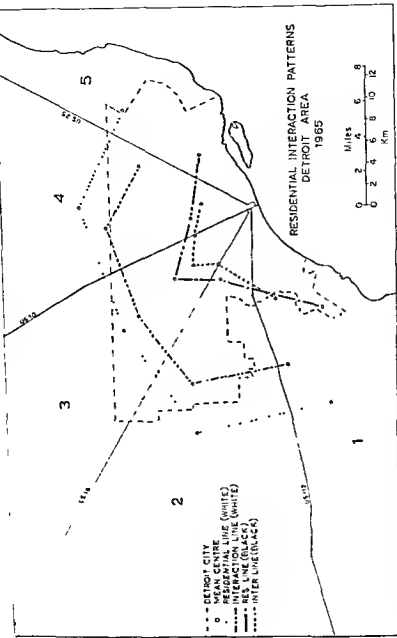 RESIDENTIAL INTERACTION PATTERNS
DETROIT AREA
1965
Miles
0 2 4 6 8
0 2 4 6 8 10 12
Km
DETROIT CITY
MEAN CENTRE
RESIDENTIAL LINE (WHITE)
INTERACTION LINE (WHITE)
RES LINE (BLACK)
INTER LINE (BLACK)
1
2
3
4
5
US 10
US 112